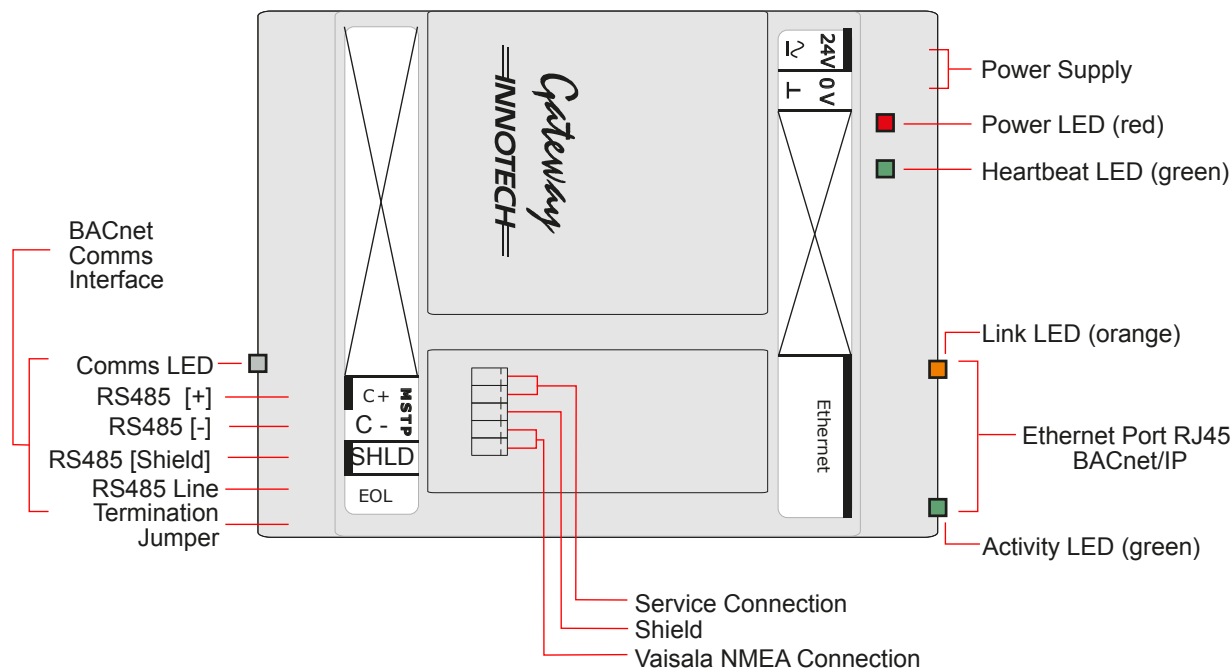 Gateway
INNOTECH
24V
0V
Power Supply
Power LED (red)
Heartbeat LED (green)
BACnet
Comms
Interface
Comms LED
RS485 [+]
RS485 [-]
RS485 [Shield]
RS485 Line
Termination
Jumper
C+
C -
MSTP
SHLD
EOL
Ethernet
Link LED (orange)
Ethernet Port RJ45
BACnet/IP
Activity LED (green)
Service Connection
Shield
Vaisala NMEA Connection